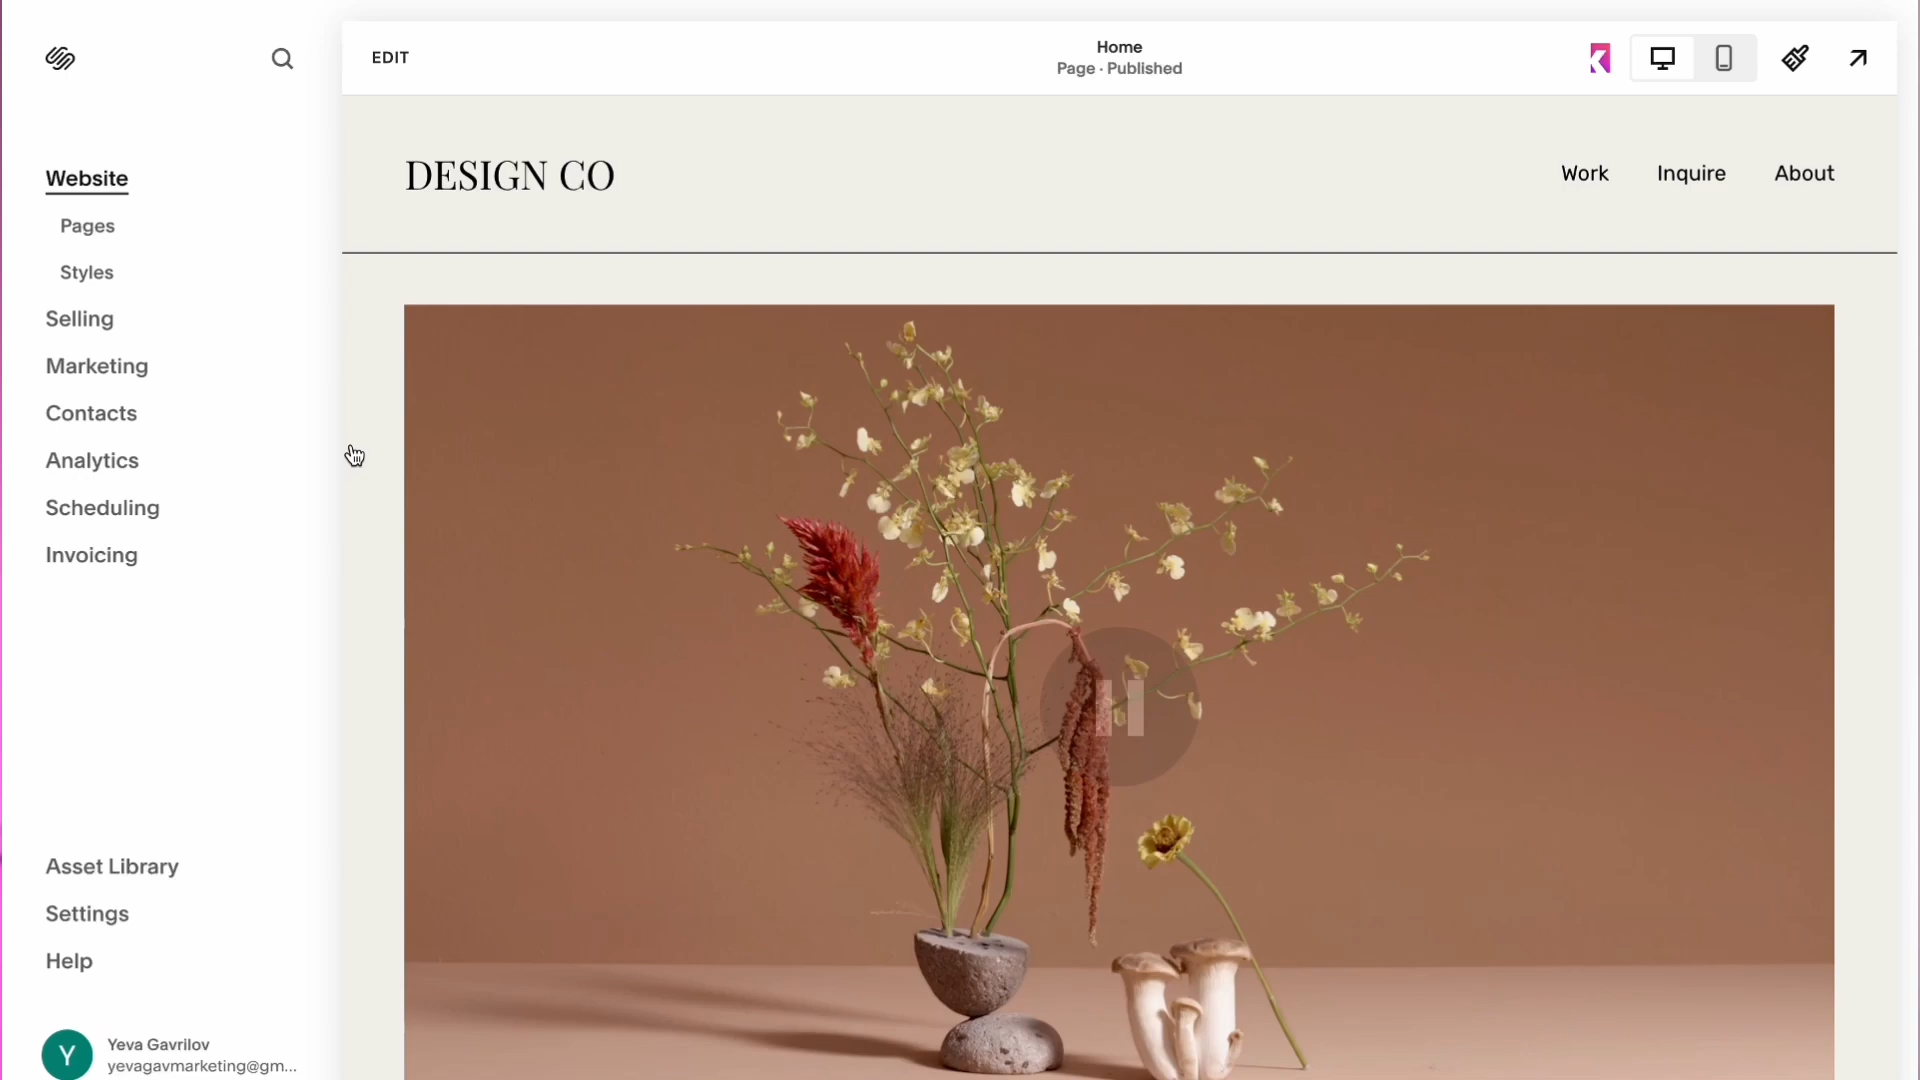 EDIT
Home
Page · Published
Website
Pages
Styles
Selling
Marketing
Contacts
Analytics
Scheduling
Invoicing
Asset Library
Settings
Help
Y
Yeva Gavrilov
yevagavmarketing@gm...
DESIGN CO
Work
Inquire
About